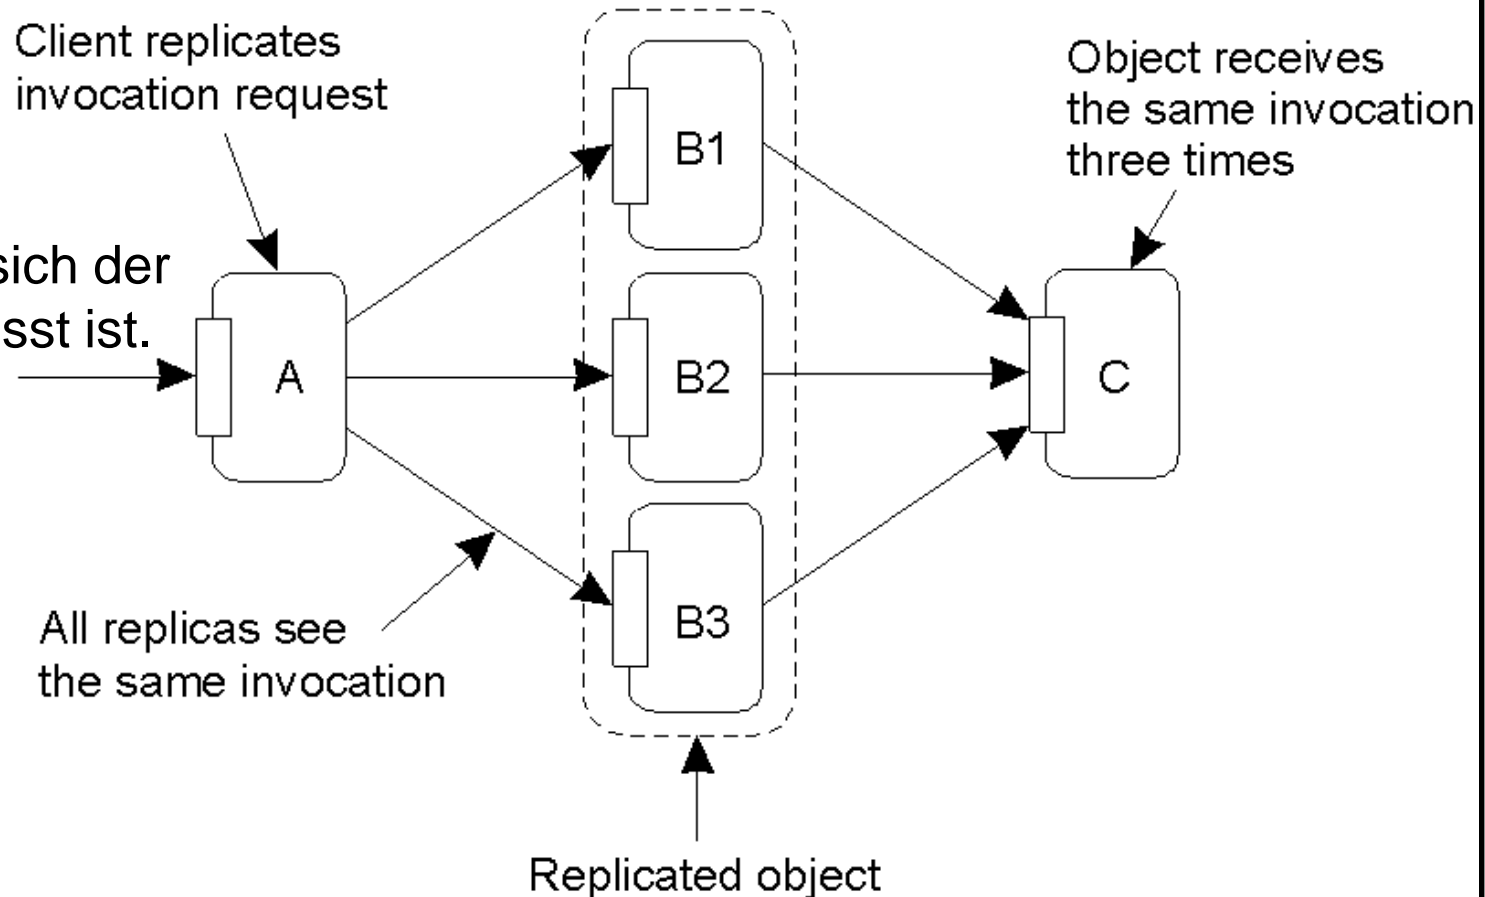 Client replicates
invocation request
Object receives
the same invocation
three times
sich der
sst ist.
A
B1
B2
B3
C
All replicas see
the same invocation
Replicated object